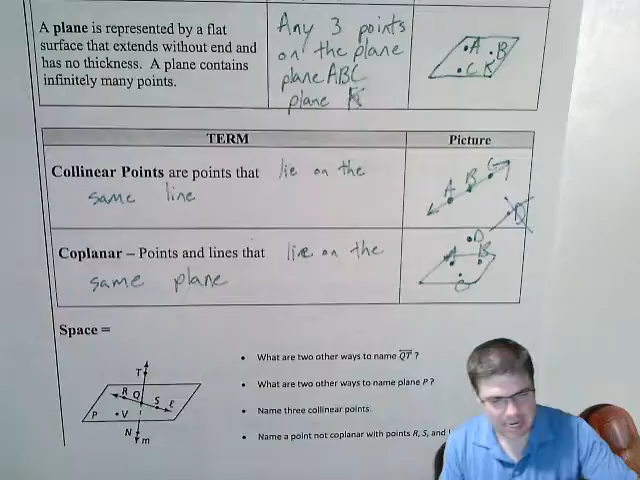 A plane is represented by a flat
surface that extends without end and
has no thickness. A plane contains
infinitely many points.
Any 3 points
on the plane
plane ABC
plane K
A
B
C K
TERM Picture
Collinear Points are points that lie on the
same line
A B C
D
Coplanar – Points and lines that lie on the
same plane
D
A B
C
Space =
T
R Q S ℓ
P V
N m
• What are two other ways to name QT ?
• What are two other ways to name plane P ?
• Name three collinear points.
• Name a point not coplanar with points R, S, and